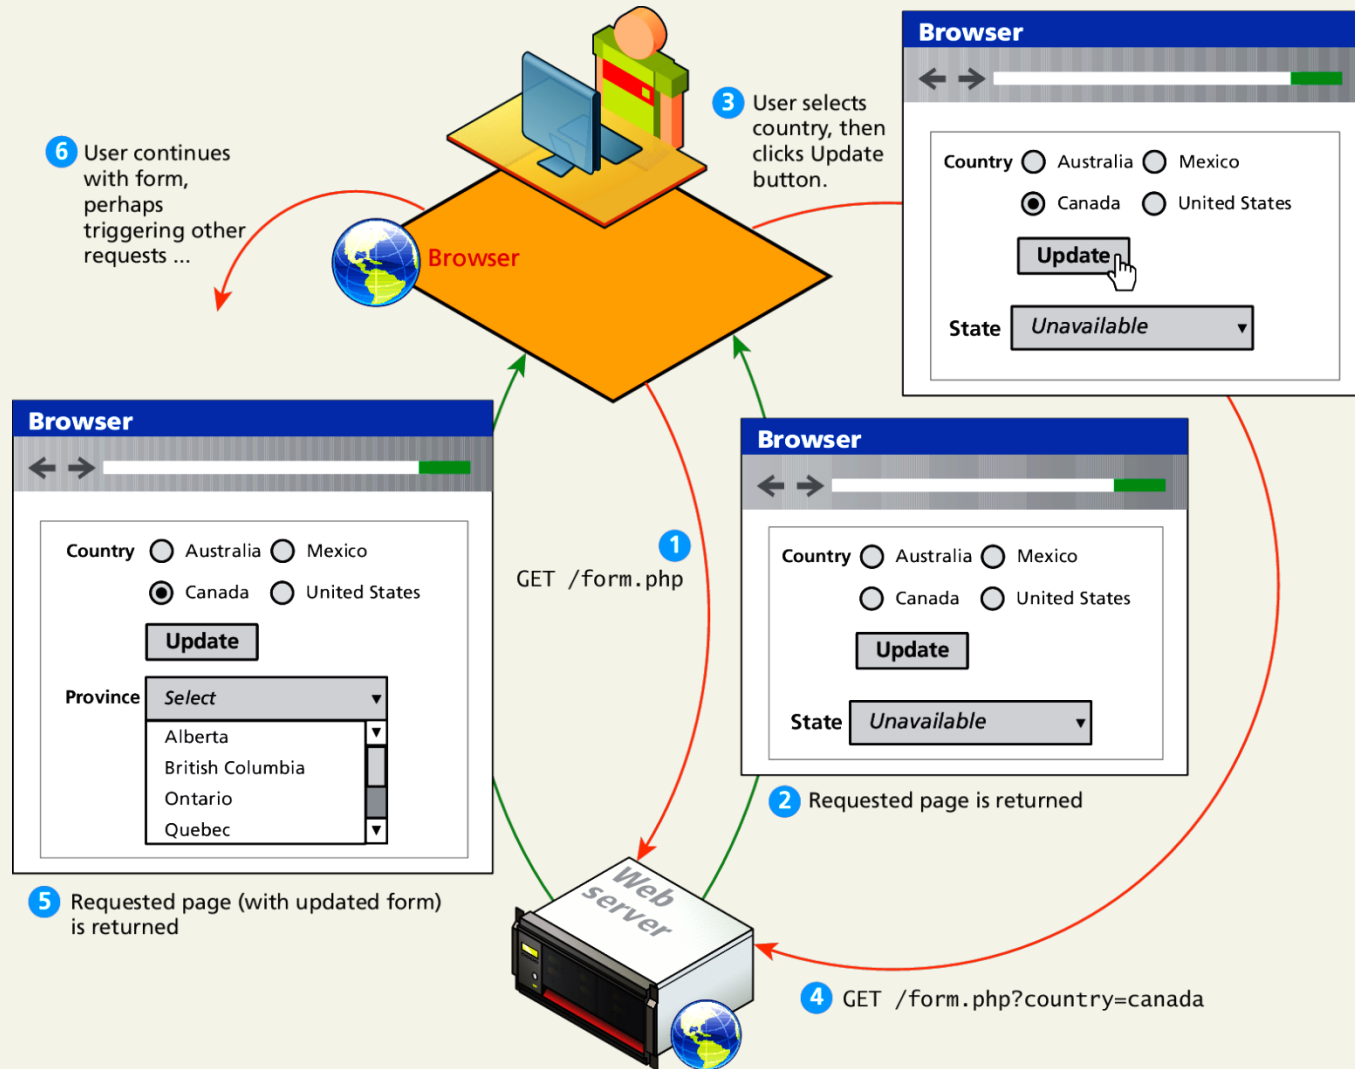 Browser
Country Australia Mexico
Canada United States
Update
State Unavailable
3 User selects
country, then
clicks Update
button.
6 User continues
with form,
perhaps
triggering other
requests ...
Browser
Browser
Country Australia Mexico
Canada United States
Update
Province Select
Alberta
British Columbia
Ontario
Quebec
5 Requested page (with updated form)
is returned
1
GET /form.php
Browser
Country Australia Mexico
Canada United States
Update
State Unavailable
2 Requested page is returned
Web
server
4 GET /form.php?country=canada